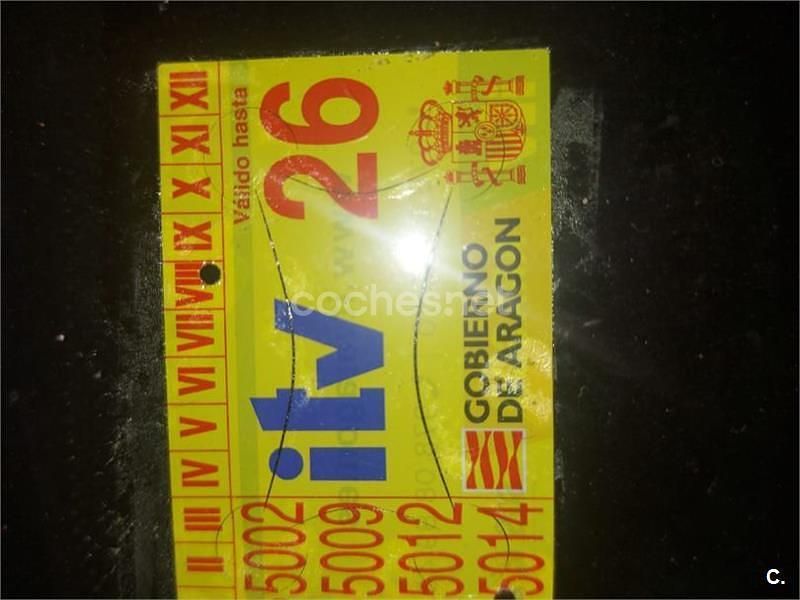 II III IV V VI VII VIII IX X XI XII
Válido hasta
26
itv
GOBIERNO
DE ARAGON
5002
5009
5012
5014
coches.net
C.